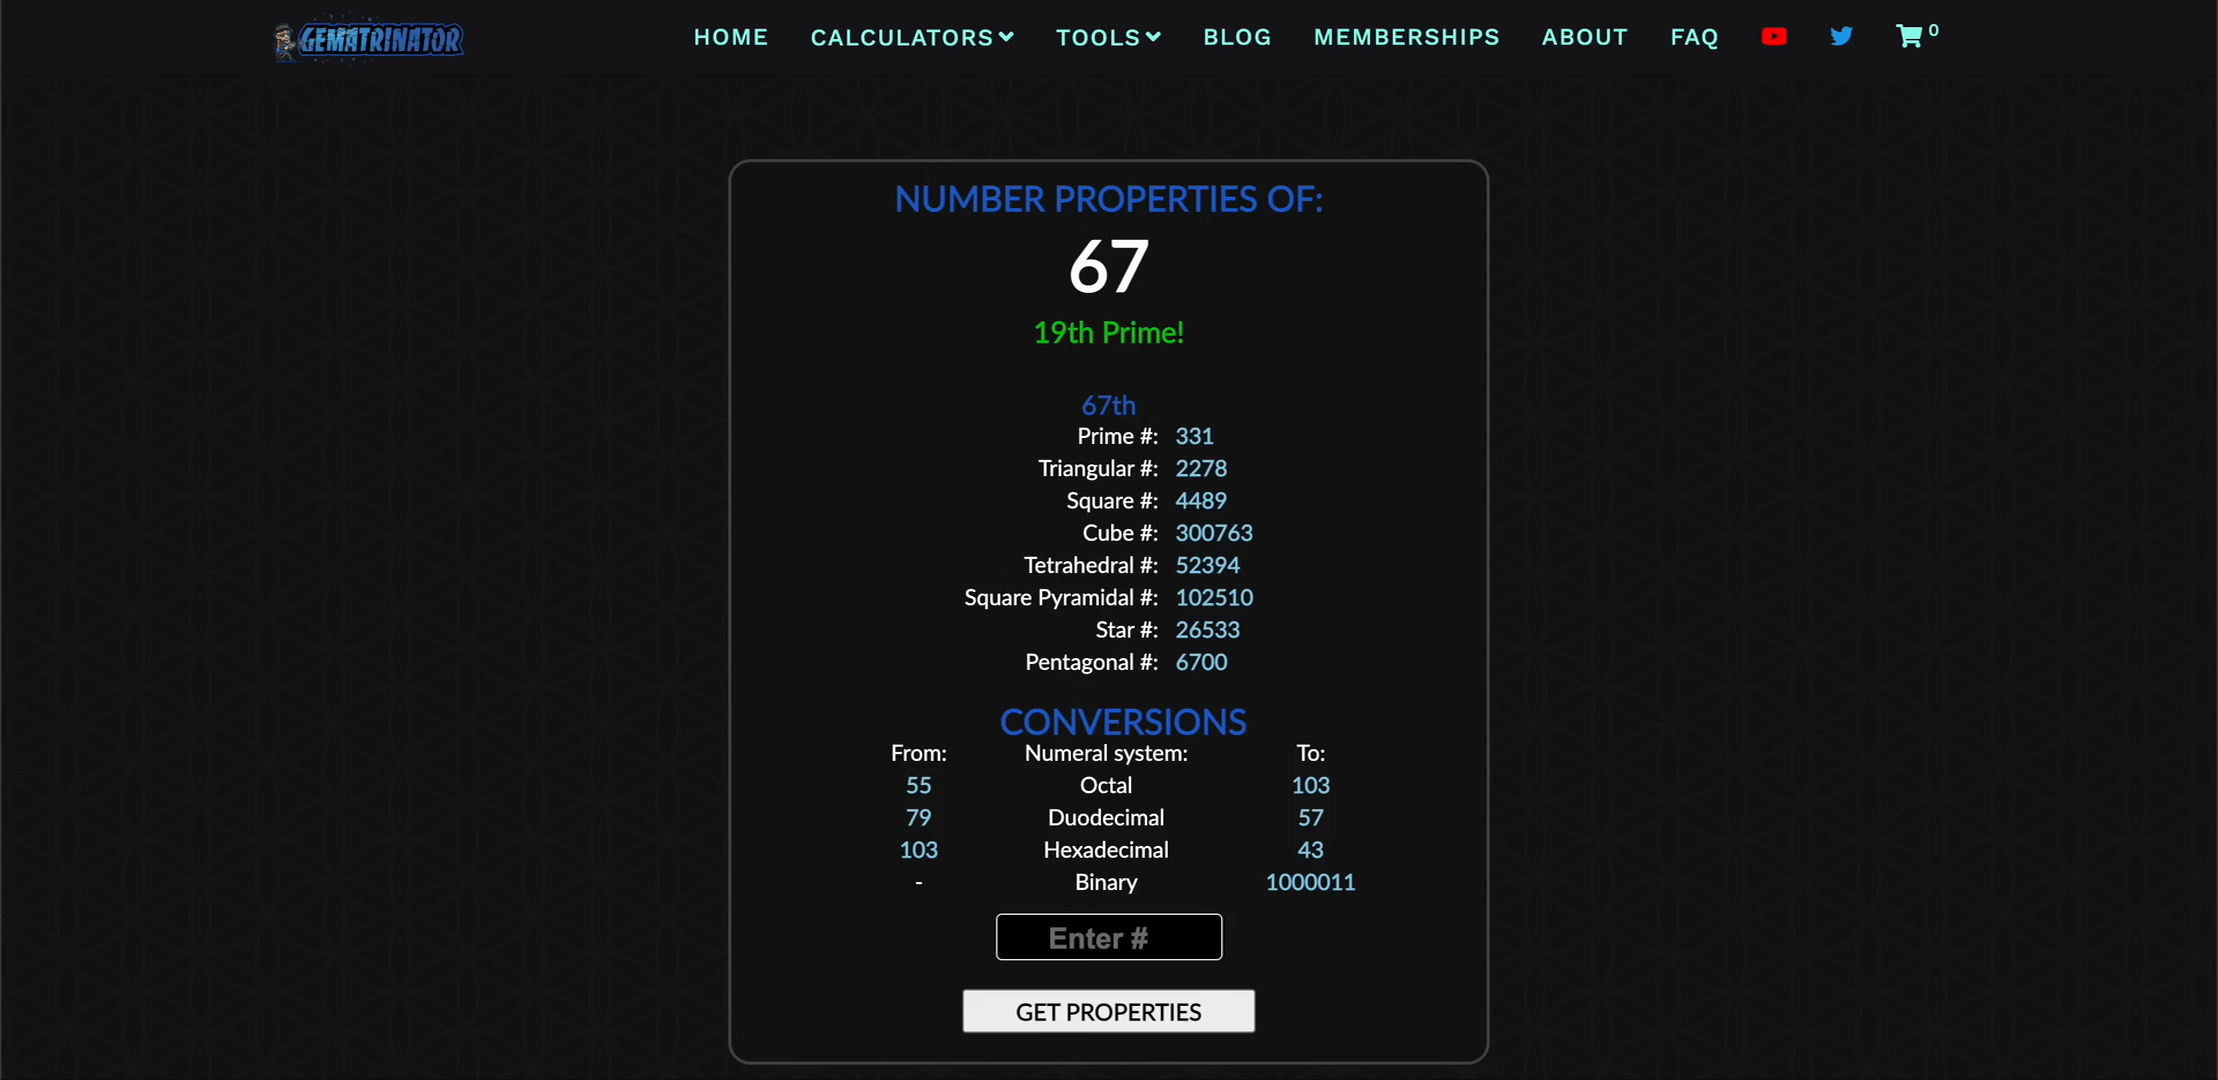 GEMATRINATOR
HOME CALCULATORS TOOLS BLOG MEMBERSHIPS ABOUT FAQ 0
NUMBER PROPERTIES OF:
67
19th Prime!
67th
Prime #: 331
Triangular #: 2278
Square #: 4489
Cube #: 300763
Tetrahedral #: 52394
Square Pyramidal #: 102510
Star #: 26533
Pentagonal #: 6700
CONVERSIONS
From: Numeral system: To:
55 Octal 103
79 Duodecimal 57
103 Hexadecimal 43
- Binary 1000011
Enter #
GET PROPERTIES